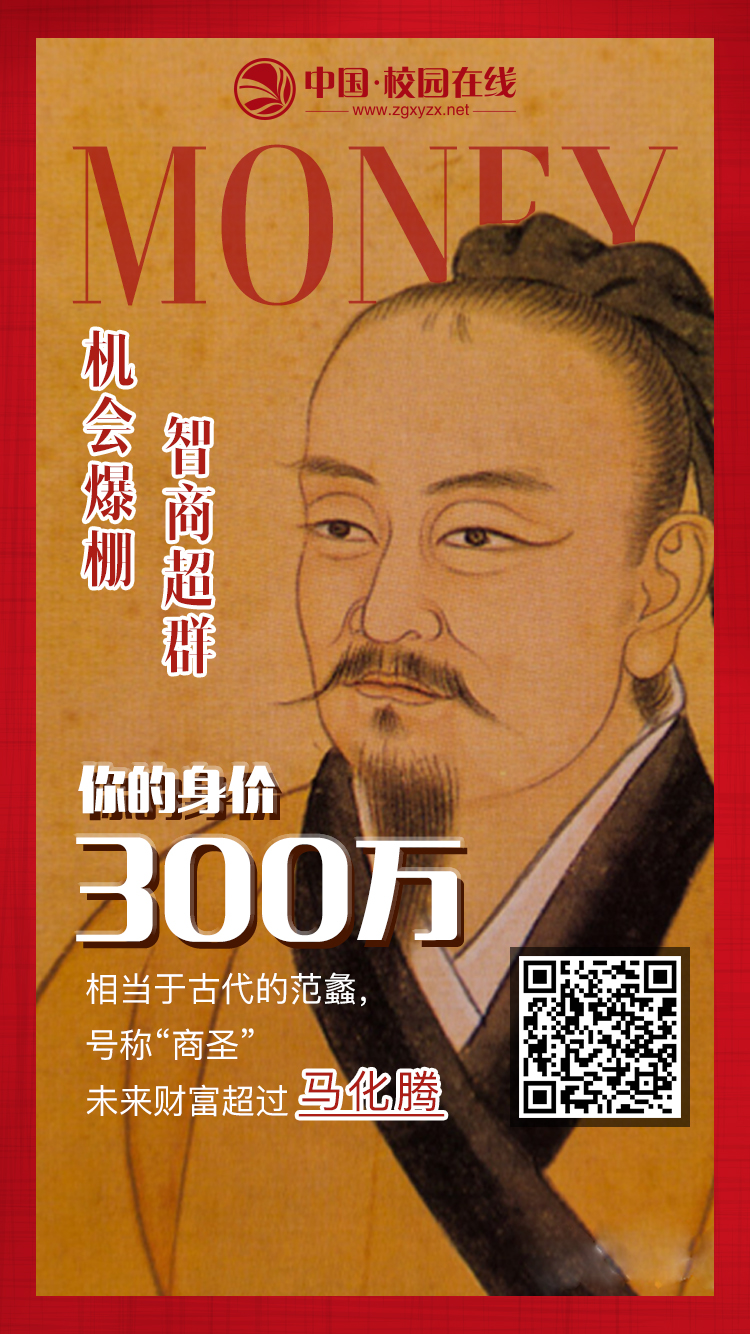 中国·校园在线
www.zgxyzx.net
MONEY
机会爆棚
智商超群
你的身价
300万
相当于古代的范蠡，
号称“商圣”
未来财富超过 马化腾